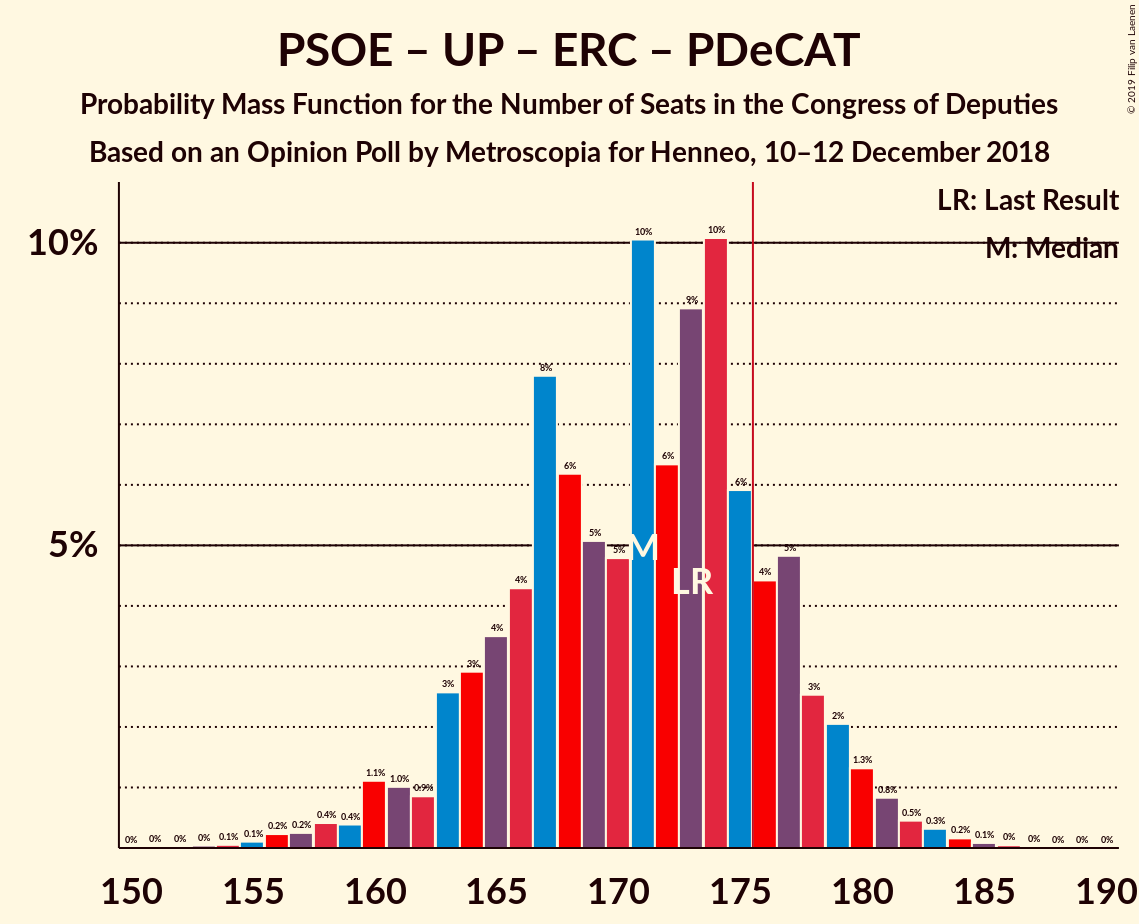 PSOE – UP – ERC – PDeCAT
Probability Mass Function for the Number of Seats in the Congress of Deputies
Based on an Opinion Poll by Metroscopia for Henneo, 10–12 December 2018
© 2019 Filip van Laenen
LR: Last Result
M: Median
10%
5%
0% 0% 0% 0% 0.1% 0.1% 0.2% 0.2% 0.4% 0.4% 1.1% 1.0% 0.9% 3% 3% 4% 4% 8% 6% 5% 5% 10% 6% 9% 10% 6% 4% 5% 3% 2% 1.3% 0.8% 0.5% 0.3% 0.2% 0.1% 0% 0% 0% 0% 0%
M
LR
150 155 160 165 170 175 180 185 190